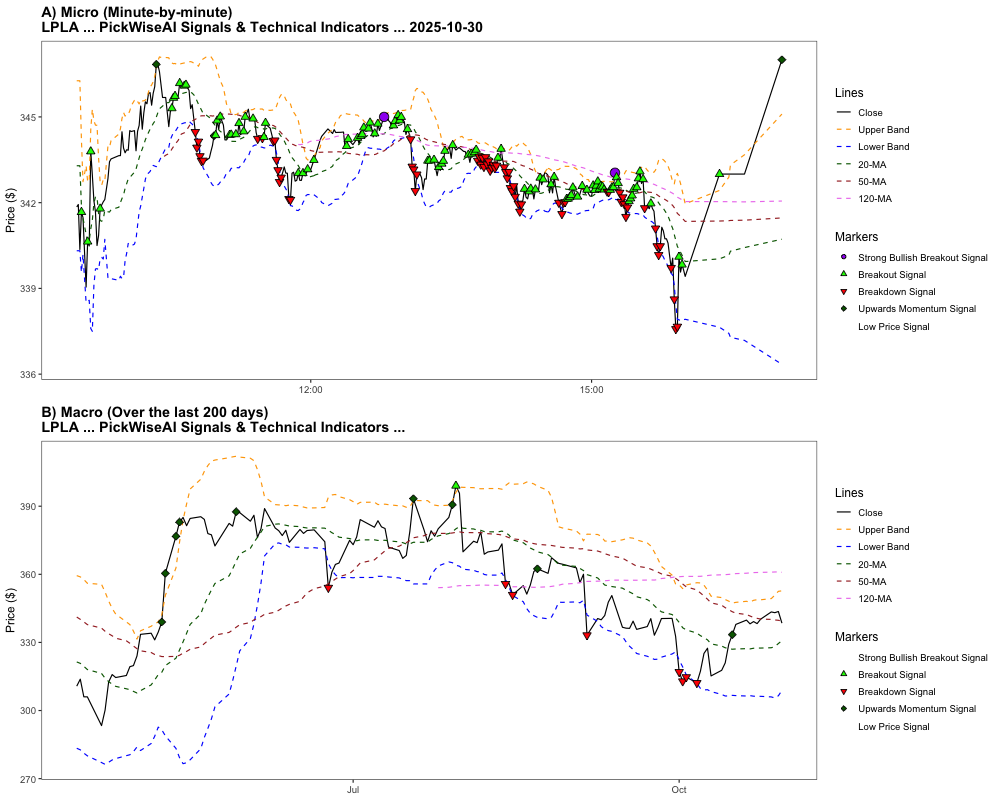 A) Micro (Minute-by-minute)
LPLA ... PickWiseAI Signals & Technical Indicators ... 2025-10-30
Price ($)
345
342
339
336
12:00
15:00
Lines
Close
Upper Band
Lower Band
20-MA
50-MA
120-MA
Markers
Strong Bullish Breakout Signal
Breakout Signal
Breakdown Signal
Upwards Momentum Signal
Low Price Signal
B) Macro (Over the last 200 days)
LPLA ... PickWiseAI Signals & Technical Indicators ...
Price ($)
390
360
330
300
270
Jul
Oct
Lines
Close
Upper Band
Lower Band
20-MA
50-MA
120-MA
Markers
Strong Bullish Breakout Signal
Breakout Signal
Breakdown Signal
Upwards Momentum Signal
Low Price Signal